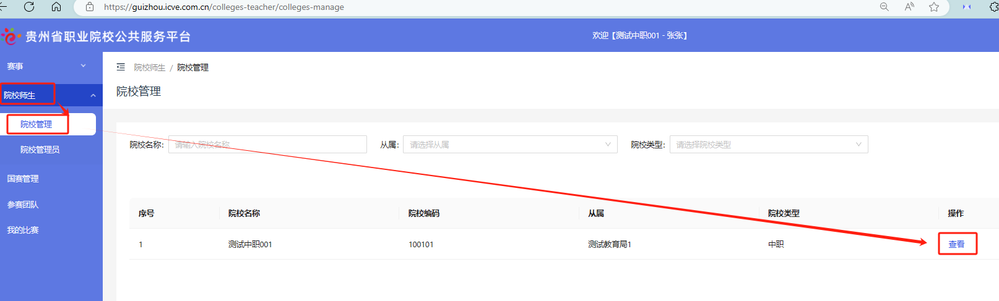 https://guizhou.icve.com.cn/colleges-teacher/colleges-manage
贵州省职业院校公共服务平台
欢迎【测试中职001 - 张张】
赛事
院校师生 / 院校管理
院校师生
院校管理
院校管理
院校管理员
国赛管理
参赛团队
我的比赛
院校名称: 请输入院校名称 从属: 请选择从属 院校类型: 请选择院校类型
序号 院校名称 院校编码 从属 院校类型 操作
1 测试中职001 100101 测试教育局1 中职 查看